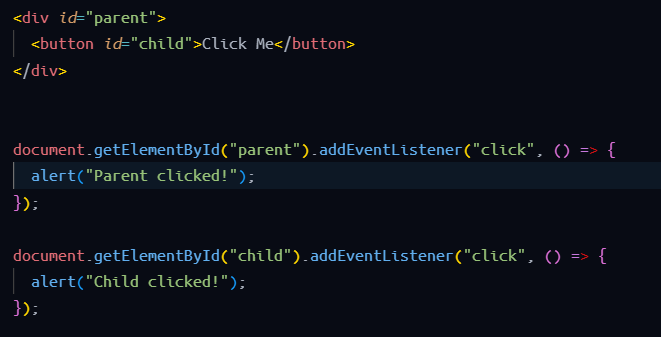 <div id="parent">
  <button id="child">Click Me</button>
</div>
document.getElementById("parent").addEventListener("click", () => {
  alert("Parent clicked!");
});
document.getElementById("child").addEventListener("click", () => {
  alert("Child clicked!");
});